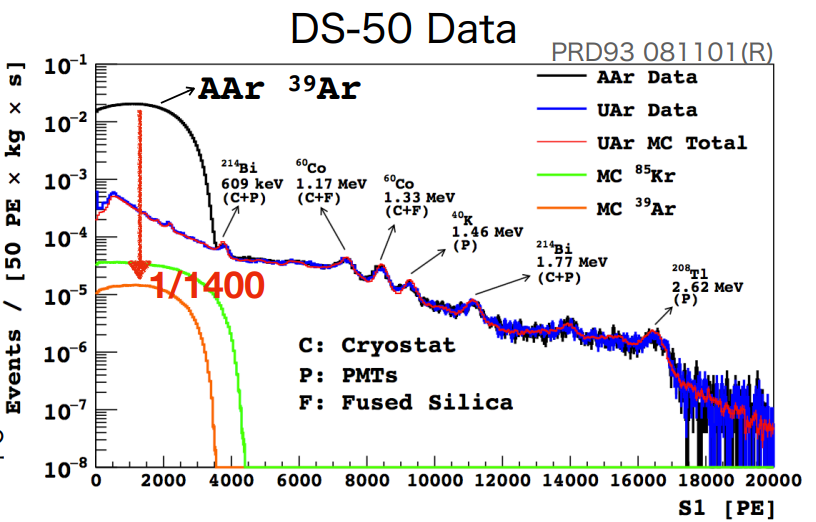 DS-50 Data
PRD93 081101(R)
Events / [50 PE × kg × s]
10⁻¹
10⁻²
10⁻³
10⁻⁴
10⁻⁵
10⁻⁶
10⁻⁷
10⁻⁸
AAr ³⁹Ar
AAr Data
UAr Data
UAr MC Total
MC ⁸⁵Kr
MC ³⁹Ar
²¹⁴Bi
609 keV
(C+P)
⁶⁰Co
1.17 MeV
(C+F)
⁶⁰Co
1.33 MeV
(C+F)
⁴⁰K
1.46 MeV
(P)
²¹⁴Bi
1.77 MeV
(C+P)
²⁰⁸Tl
2.62 MeV
(P)
1/1400
C: Cryostat
P: PMTs
F: Fused Silica
0 2000 4000 6000 8000 10000 12000 14000 16000 18000 20000
S1 [PE]